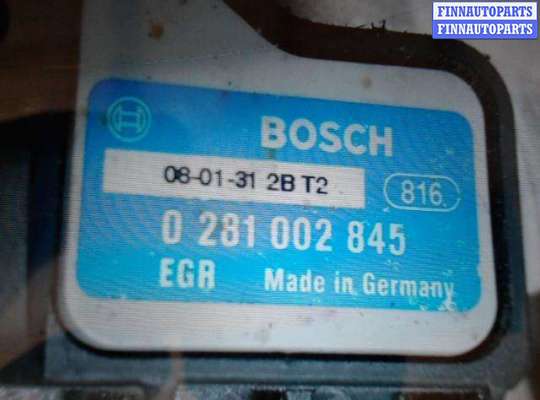 FINNAUTOPARTS
FINNAUTOPARTS
BOSCH
08-01-31 2B T2
816
0 281 002 845
EGR Made in Germany